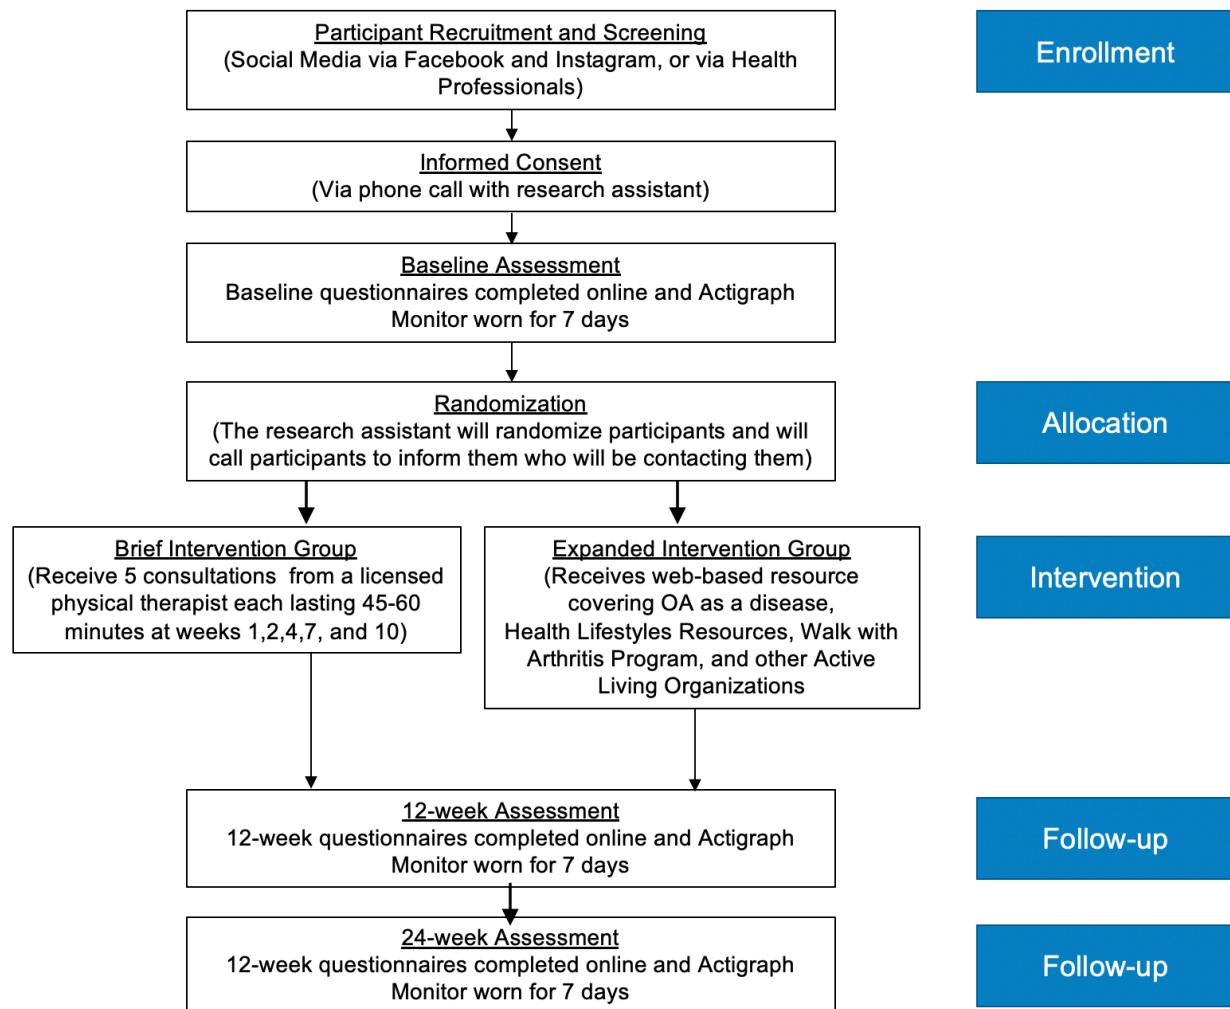 Participant Recruitment and Screening
(Social Media via Facebook and Instagram, or via Health
Professionals)
Enrollment
Informed Consent
(Via phone call with research assistant)
Baseline Assessment
Baseline questionnaires completed online and Actigraph
Monitor worn for 7 days
Randomization
(The research assistant will randomize participants and will
call participants to inform them who will be contacting them)
Allocation
Brief Intervention Group
(Receive 5 consultations from a licensed
physical therapist each lasting 45-60
minutes at weeks 1,2,4,7, and 10)
Expanded Intervention Group
(Receives web-based resource
covering OA as a disease,
Health Lifestyles Resources, Walk with
Arthritis Program, and other Active
Living Organizations
Intervention
12-week Assessment
12-week questionnaires completed online and Actigraph
Monitor worn for 7 days
Follow-up
24-week Assessment
12-week questionnaires completed online and Actigraph
Monitor worn for 7 days
Follow-up